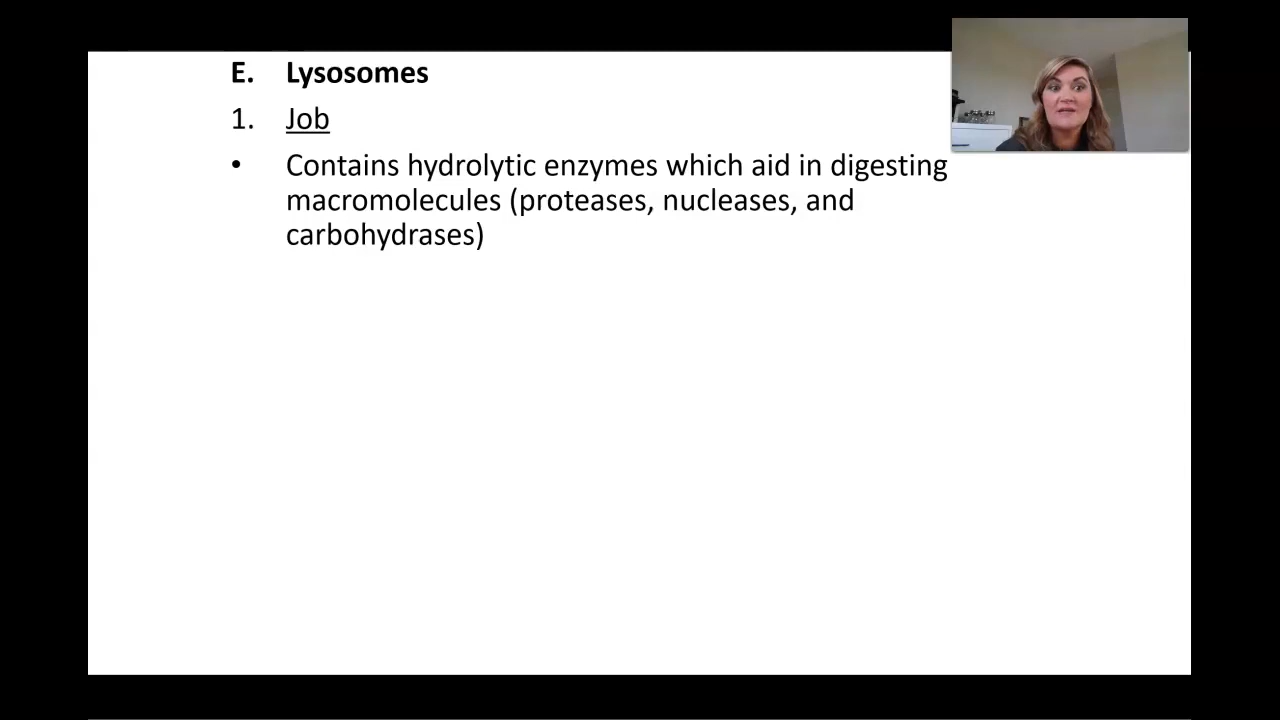 E. Lysosomes
1. Job
• Contains hydrolytic enzymes which aid in digesting
macromolecules (proteases, nucleases, and
carbohydrases)